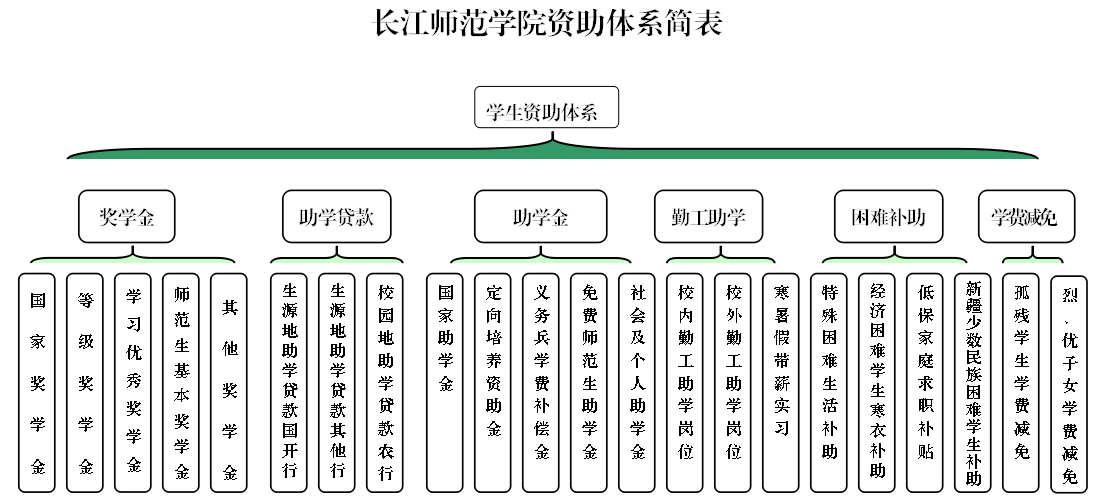 长江师范学院资助体系简表
学生资助体系
奖学金
助学贷款
助学金
勤工助学
困难补助
学费减免
国家奖学金
等级奖学金
学习优秀奖学金
师范生基本奖学金
其他奖学金
生源地助学贷款国开行
生源地助学贷款其他行
校园地助学贷款农行
国家助学金
定向培养资助金
义务兵学费补偿金
免费师范生助学金
社会及个人助学金
校内勤工助学岗位
校外勤工助学岗位
寒暑假带薪实习
特殊困难生活补助
经济困难学生寒衣补助
低保家庭求职补贴
新疆少数民族困难学生补助
孤残学生学费减免
烈、优子女学费减免